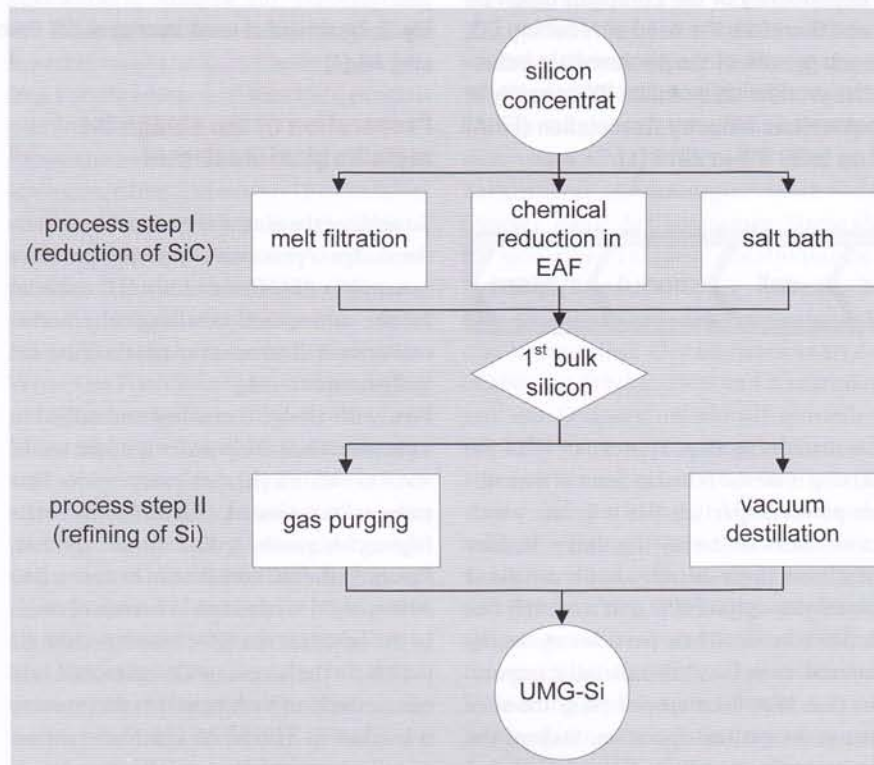 silicon
concentrat
process step I
(reduction of SiC)
melt filtration
chemical
reduction in
EAF
salt bath
1st bulk
silicon
process step II
(refining of Si)
gas purging
vacuum
destillation
UMG-Si